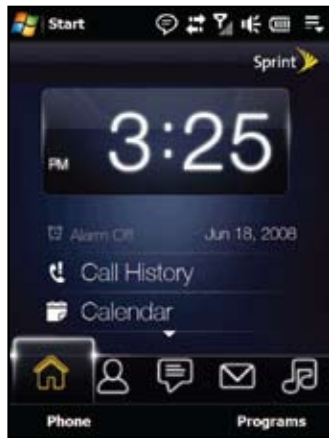 Start
Sprint
PM 3:25
Alarm Off Jun 18, 2008
Call History
Calendar
Phone Programs